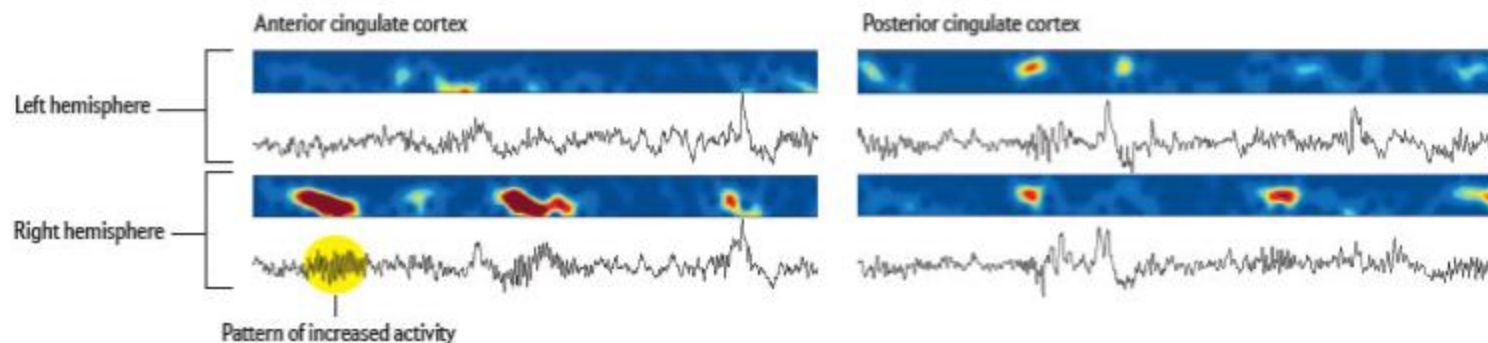 Anterior cingulate cortex
Posterior cingulate cortex
Left hemisphere
Right hemisphere
Pattern of increased activity